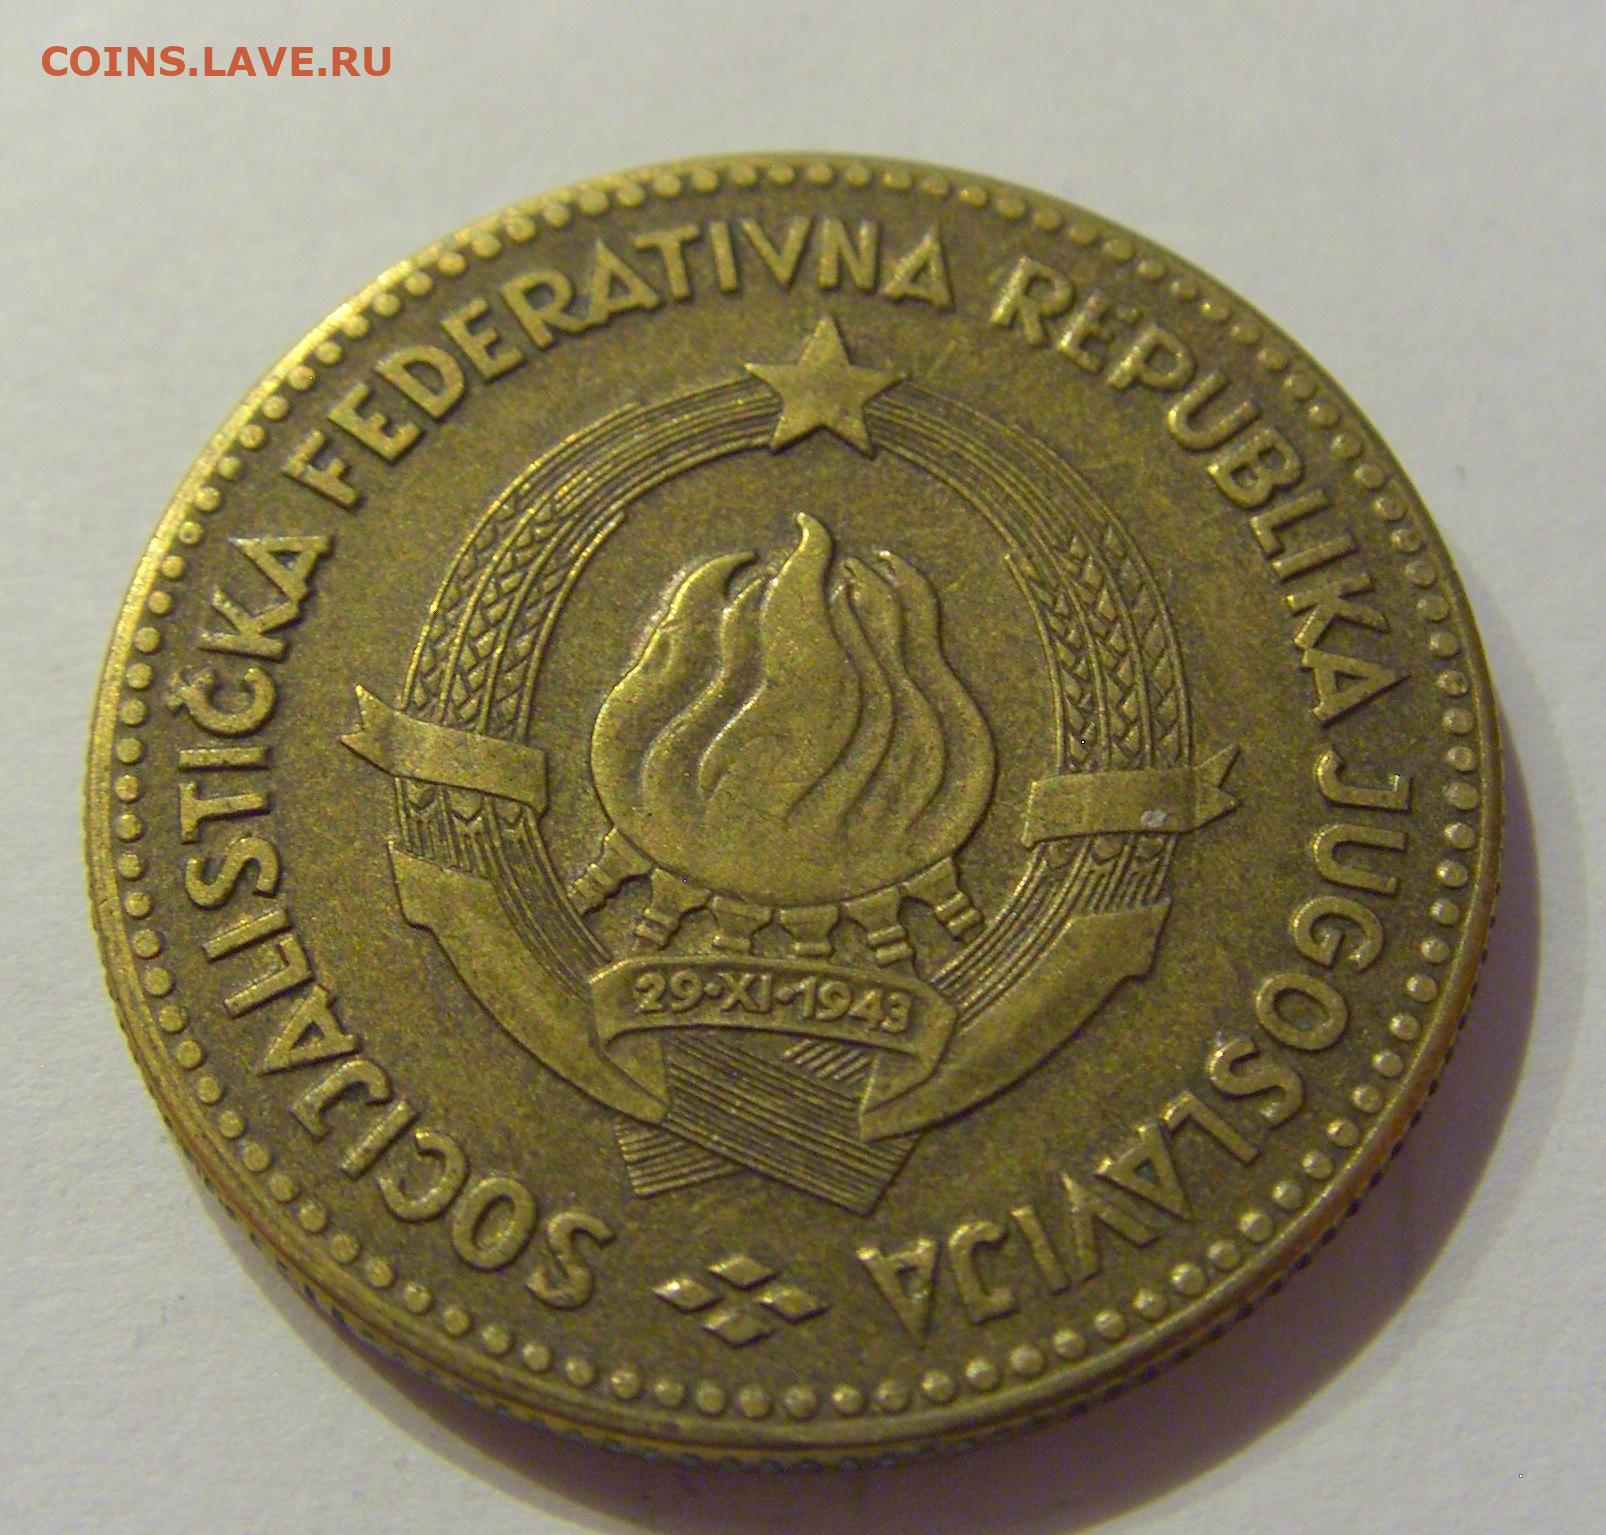 COINS.LAVE.RU
SOCIJALISTIČKA FEDERATIVNA REPUBLIKA JUGOSLAVIJA
29·XI·1943